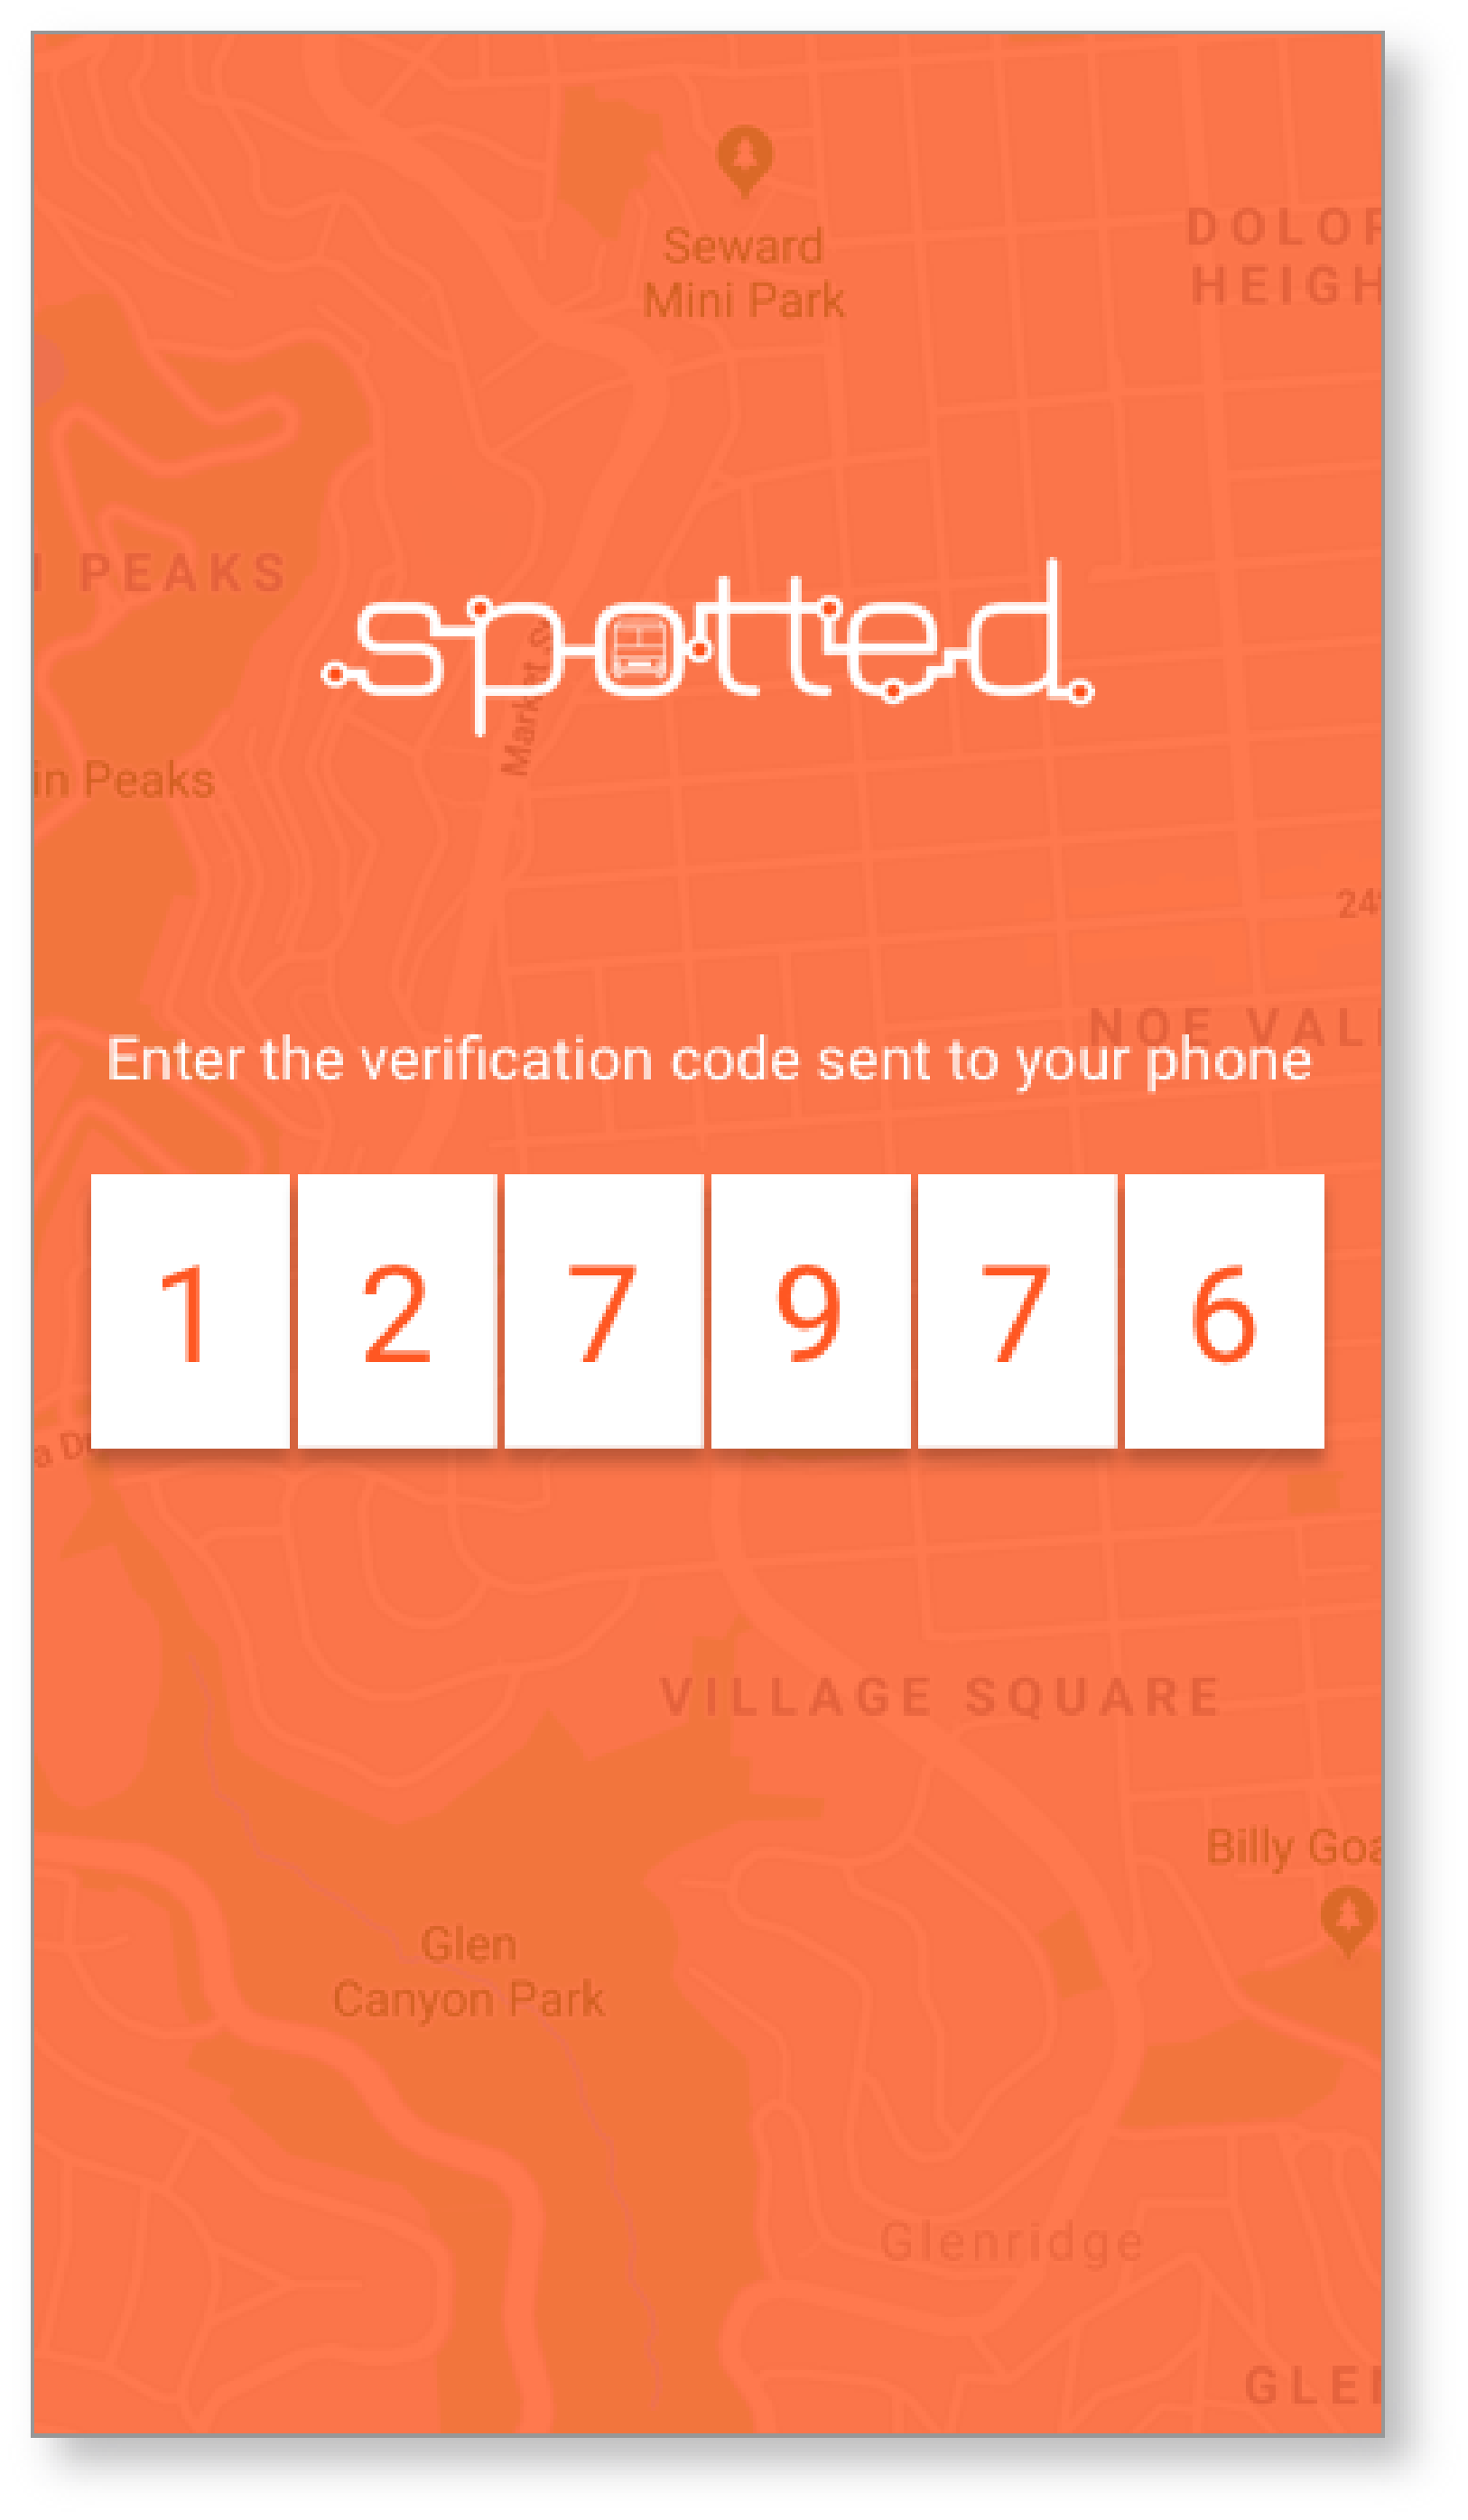 Seward
Mini Park
DOLOR
HEIGH
PEAKS
spotted
Market
in Peaks
24
NOE VAL
Enter the verification code sent to your phone
1 2 7 9 7 6
a D
VILLAGE SQUARE
Billy Goa
Glen
Canyon Park
Glenridge
GLE